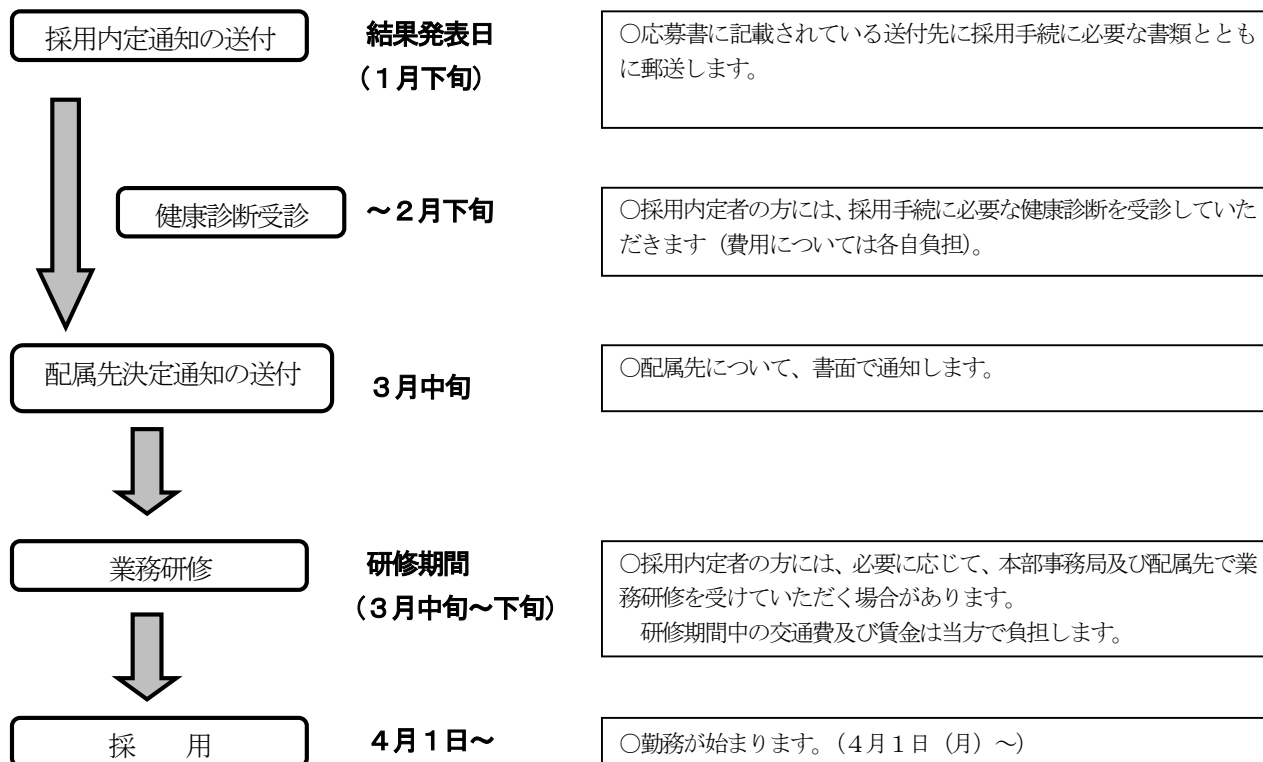 採用内定通知の送付
結果発表日
(1月下旬)
○応募書に記載されている送付先に採用手続に必要な書類ととも
に郵送します。
健康診断受診
～2月下旬
○採用内定者の方には、採用手続に必要な健康診断を受診していた
だきます（費用については各自負担）。
配属先決定通知の送付
3月中旬
○配属先について、書面で通知します。
業務研修
研修期間
(3月中旬～下旬)
○採用内定者の方には、必要に応じて、本部事務局及び配属先で業
務研修を受けていただく場合があります。
研修期間中の交通費及び賃金は当方で負担します。
採　用
4月1日～
○勤務が始まります。（4月1日（月）～）